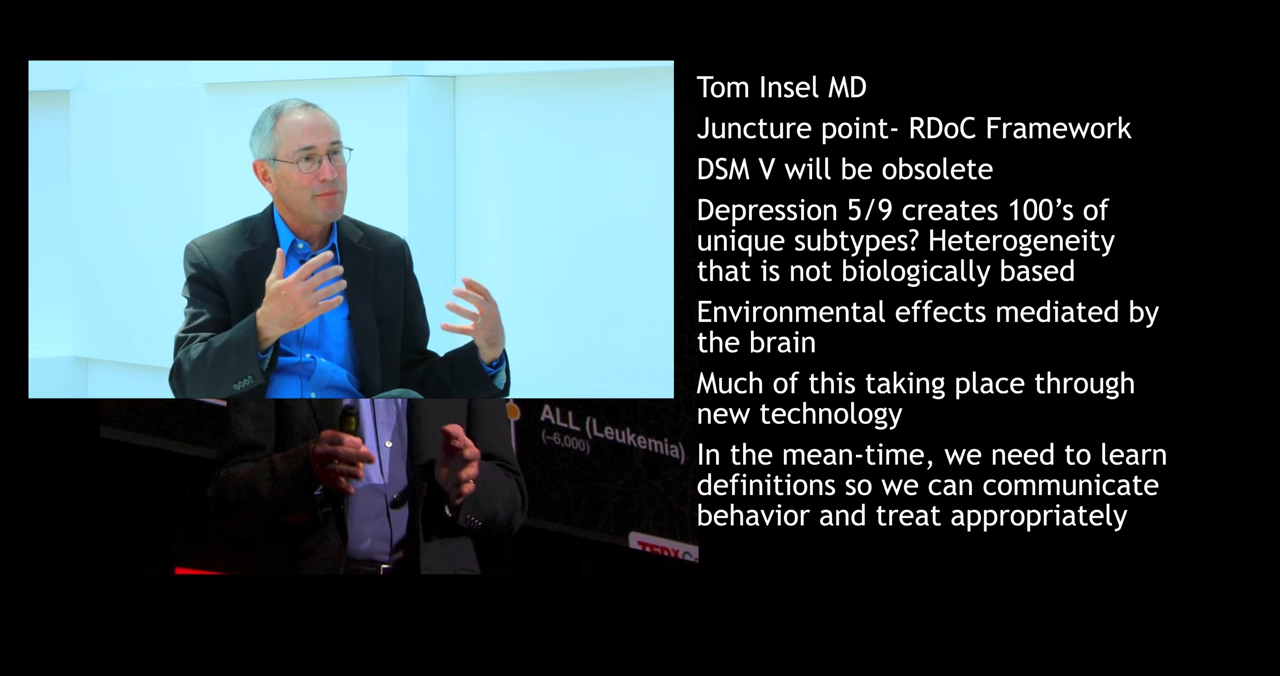 Tom Insel MD
Juncture point- RDoC Framework
DSM V will be obsolete
Depression 5/9 creates 100’s of
unique subtypes? Heterogeneity
that is not biologically based
Environmental effects mediated by
the brain
Much of this taking place through
new technology
In the mean-time, we need to learn
definitions so we can communicate
behavior and treat appropriately
ALL (Leukemia)
(~6,000)